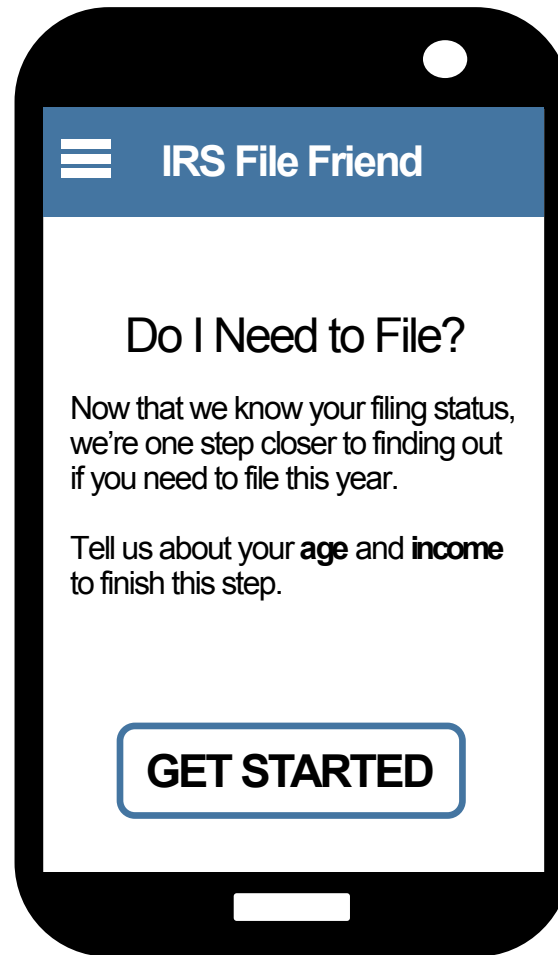 IRS File Friend
Do I Need to File?
Now that we know your filing status,
we’re one step closer to finding out
if you need to file this year.
Tell us about your age and income
to finish this step.
GET STARTED